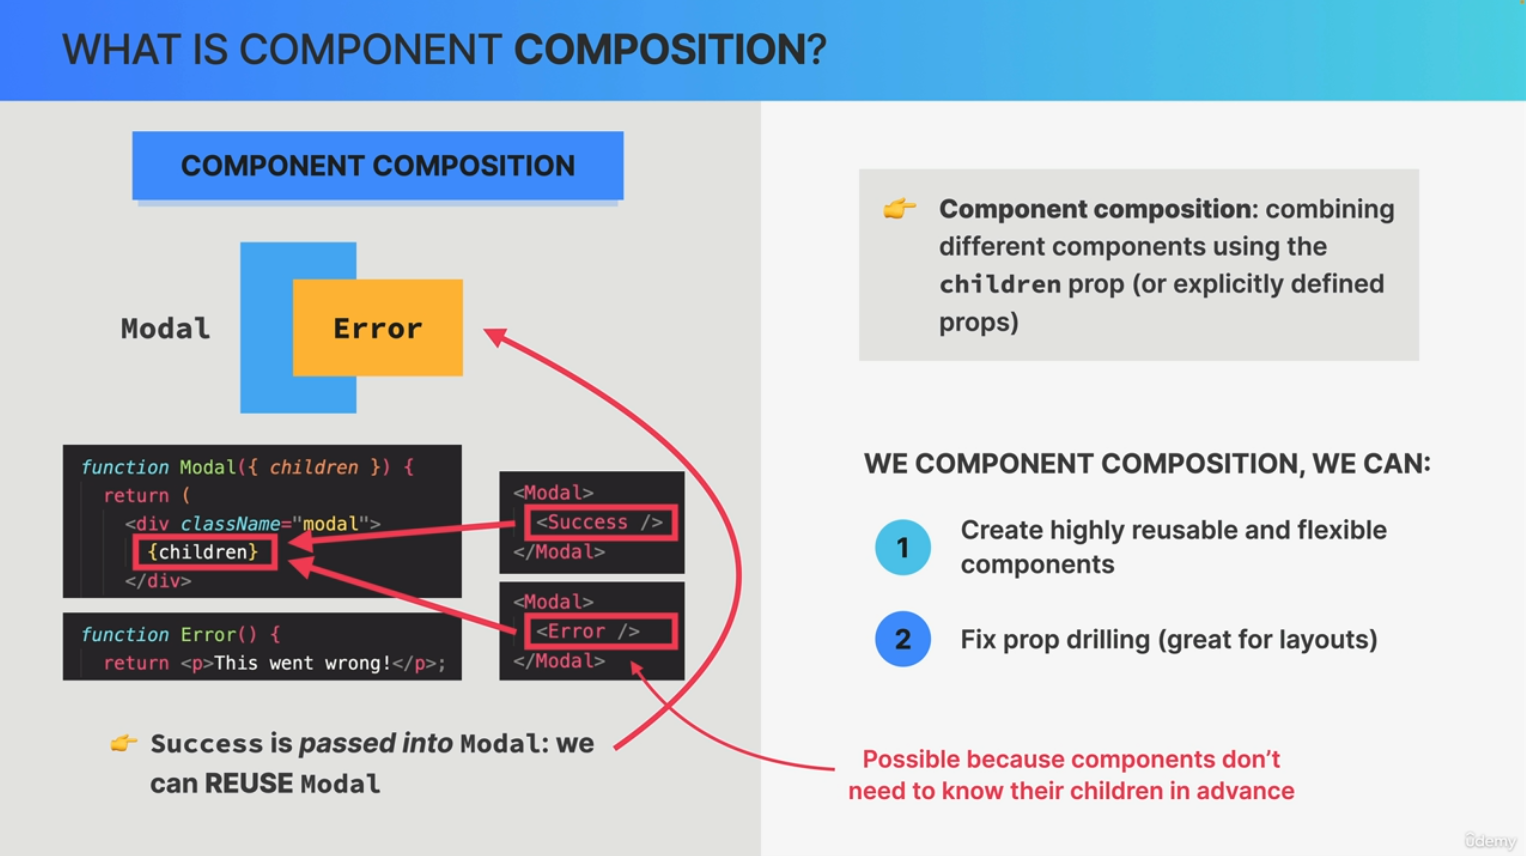 WHAT IS COMPONENT COMPOSITION?
COMPONENT COMPOSITION
Modal
Error
function Modal({ children }) {
return (
<div className="modal">
{children}
</div>
function Error() {
return <p>This went wrong!</p>;
<Modal>
<Success />
</Modal>
<Modal>
<Error />
</Modal>
👉 Success is passed into Modal: we
can REUSE Modal
👉 Component composition: combining
different components using the
children prop (or explicitly defined
props)
WE COMPONENT COMPOSITION, WE CAN:
1 Create highly reusable and flexible
components
2 Fix prop drilling (great for layouts)
Possible because components don’t
need to know their children in advance
ûdemy